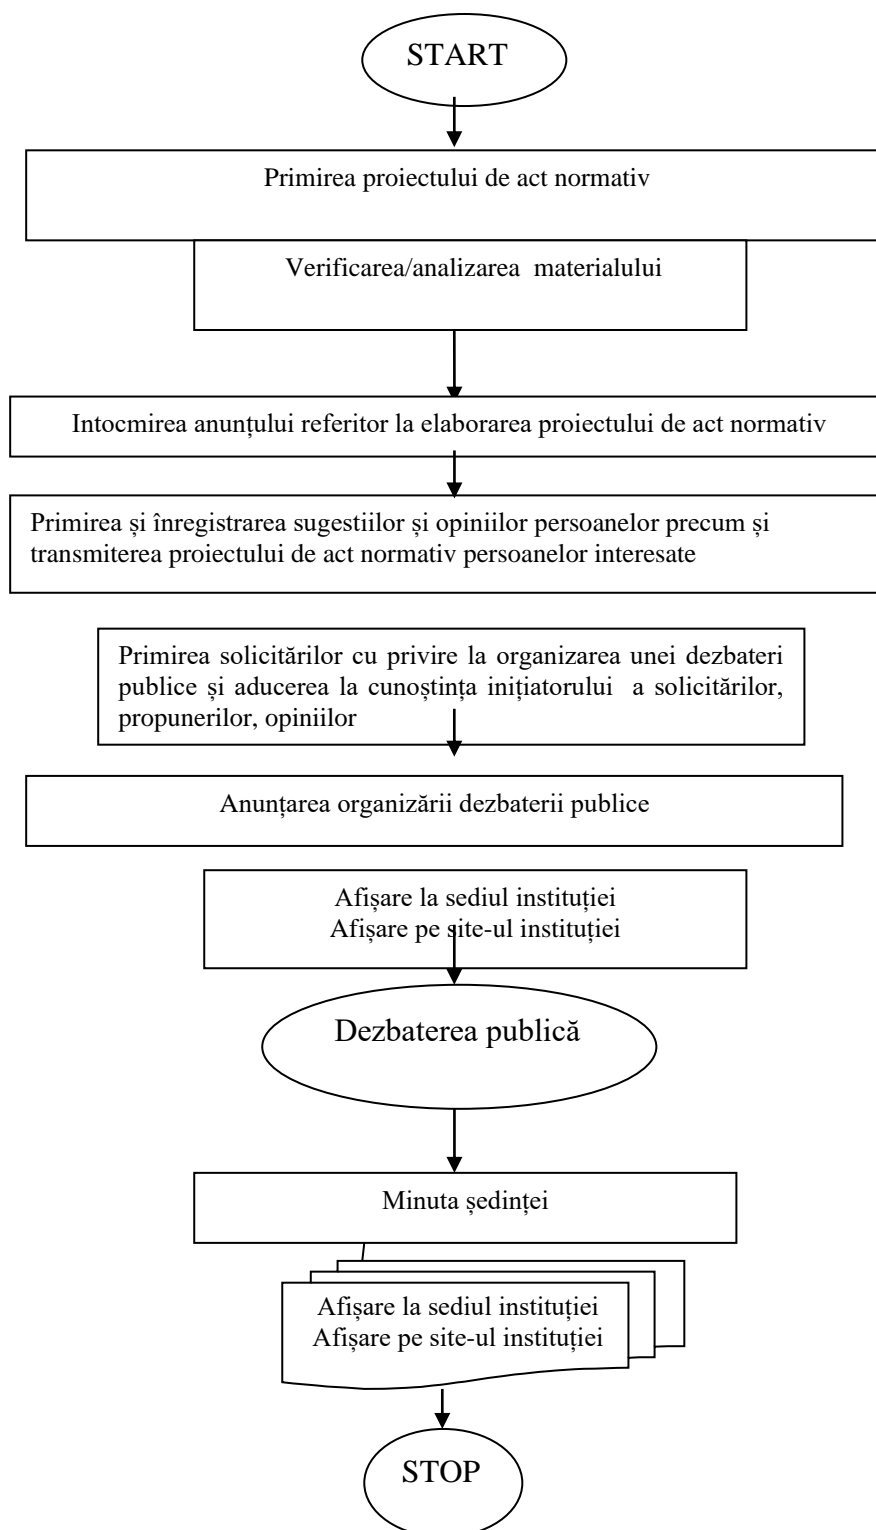 START
Primirea proiectului de act normativ
Verificarea/analizarea materialului
Intocmirea anunțului referitor la elaborarea proiectului de act normativ
Primirea și înregistrarea sugestiilor și opiniilor persoanelor precum și
transmiterea proiectului de act normativ persoanelor interesate
Primirea solicitărilor cu privire la organizarea unei dezbateri
publice și aducerea la cunoștința inițiatorului a solicitărilor,
propunerilor, opiniilor
Anunțarea organizării dezbaterii publice
Afișare la sediul instituției
Afișare pe site-ul instituției
Dezbaterea publică
Minuta ședinței
Afișare la sediul instituției
Afișare pe site-ul instituției
STOP